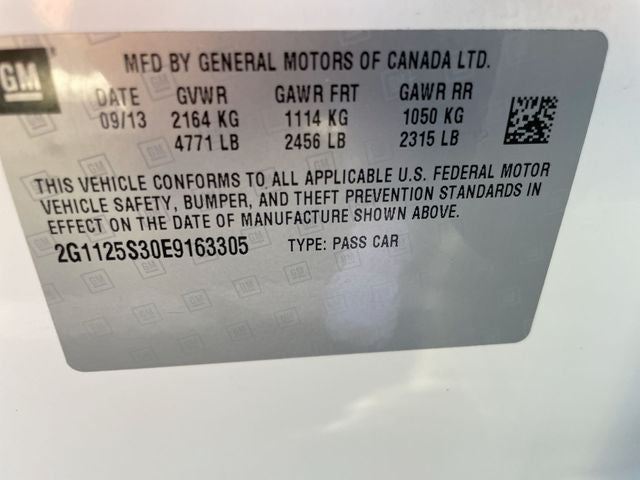 GM
MFD BY GENERAL MOTORS OF CANADA LTD.
DATE GVWR GAWR FRT GAWR RR
09/13 2164 KG 1114 KG 1050 KG
4771 LB 2456 LB 2315 LB
THIS VEHICLE CONFORMS TO ALL APPLICABLE U.S. FEDERAL MOTOR
VEHICLE SAFETY, BUMPER, AND THEFT PREVENTION STANDARDS IN
EFFECT ON THE DATE OF MANUFACTURE SHOWN ABOVE.
2G1125S30E9163305 TYPE: PASS CAR